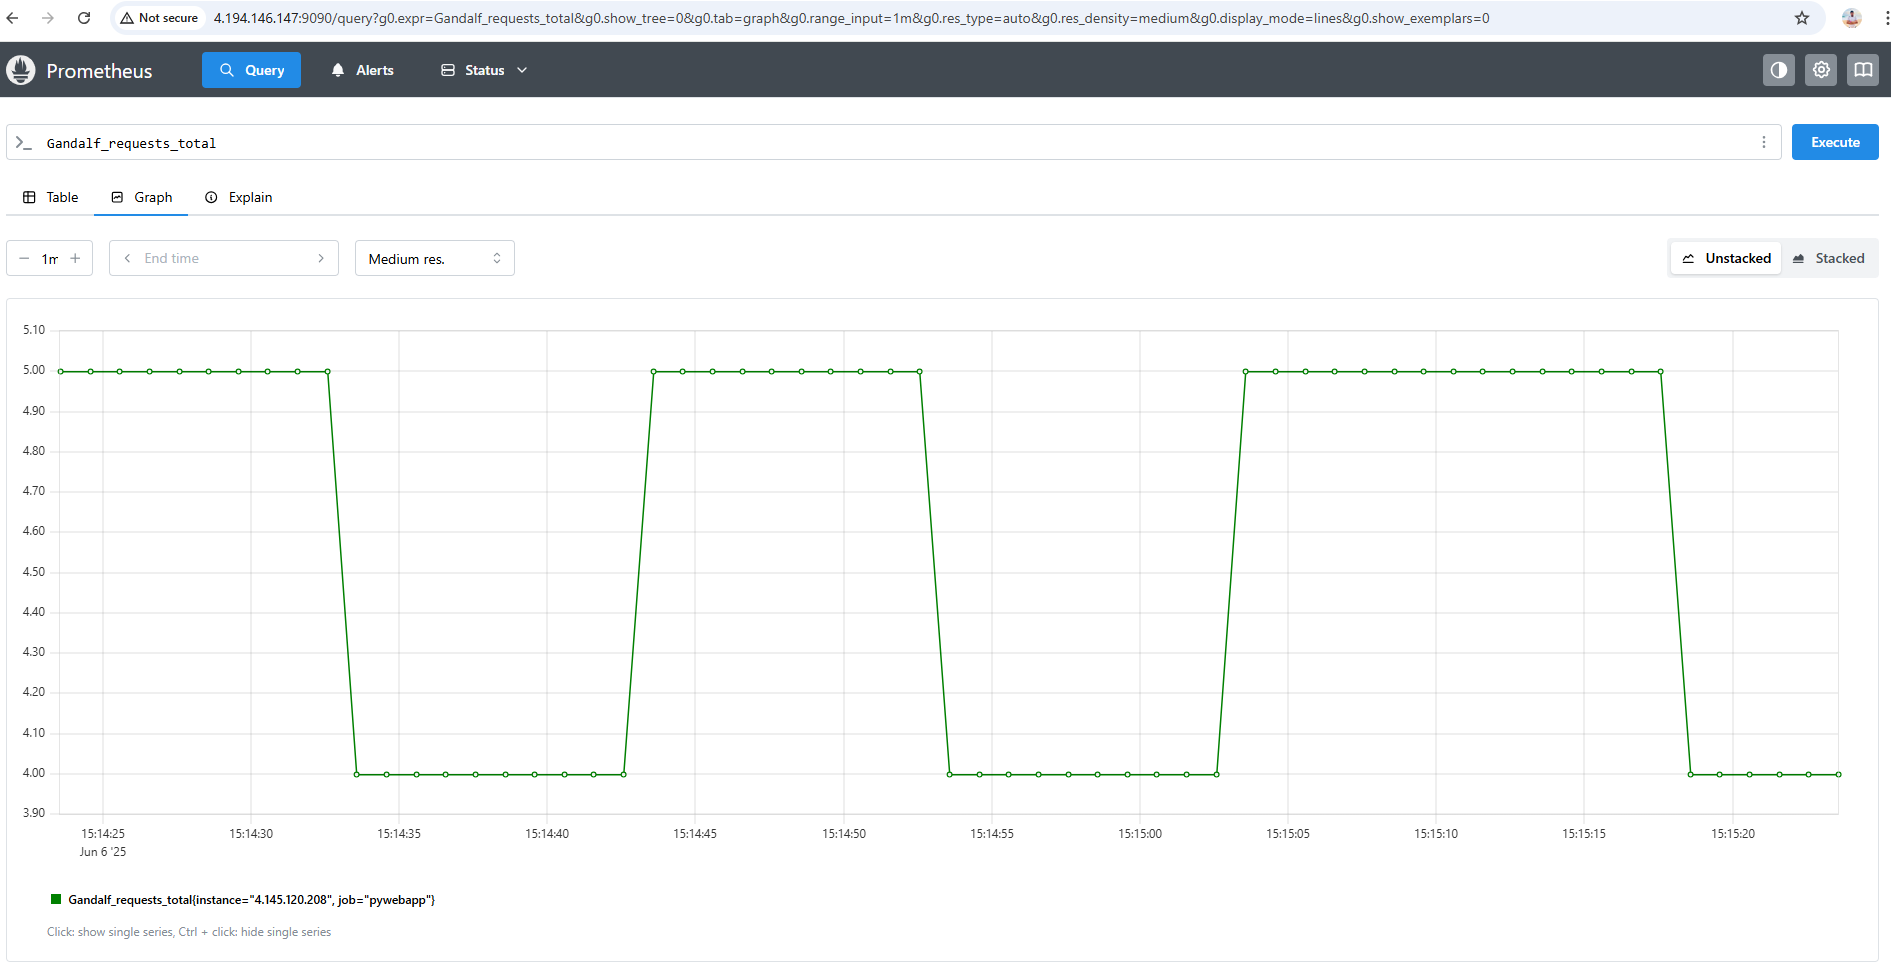 Not secure
4.194.146.147:9090/query?g0.expr=Gandalf_requests_total&g0.show_tree=0&g0.tab=graph&g0.range_input=1m&g0.res_type=auto&g0.res_density=medium&g0.display_mode=lines&g0.show_exemplars=0
Prometheus Query Alerts Status
Gandalf_requests_total Execute
Table Graph Explain
1m End time Medium res. Unstacked Stacked
5.10
5.00
4.90
4.80
4.70
4.60
4.50
4.40
4.30
4.20
4.10
4.00
3.90
15:14:25 15:14:30 15:14:35 15:14:40 15:14:45 15:14:50 15:14:55 15:15:00 15:15:05 15:15:10 15:15:15 15:15:20
Jun 6 '25
Gandalf_requests_total{instance="4.145.120.208", job="pywebapp"}
Click: show single series, Ctrl + click: hide single series